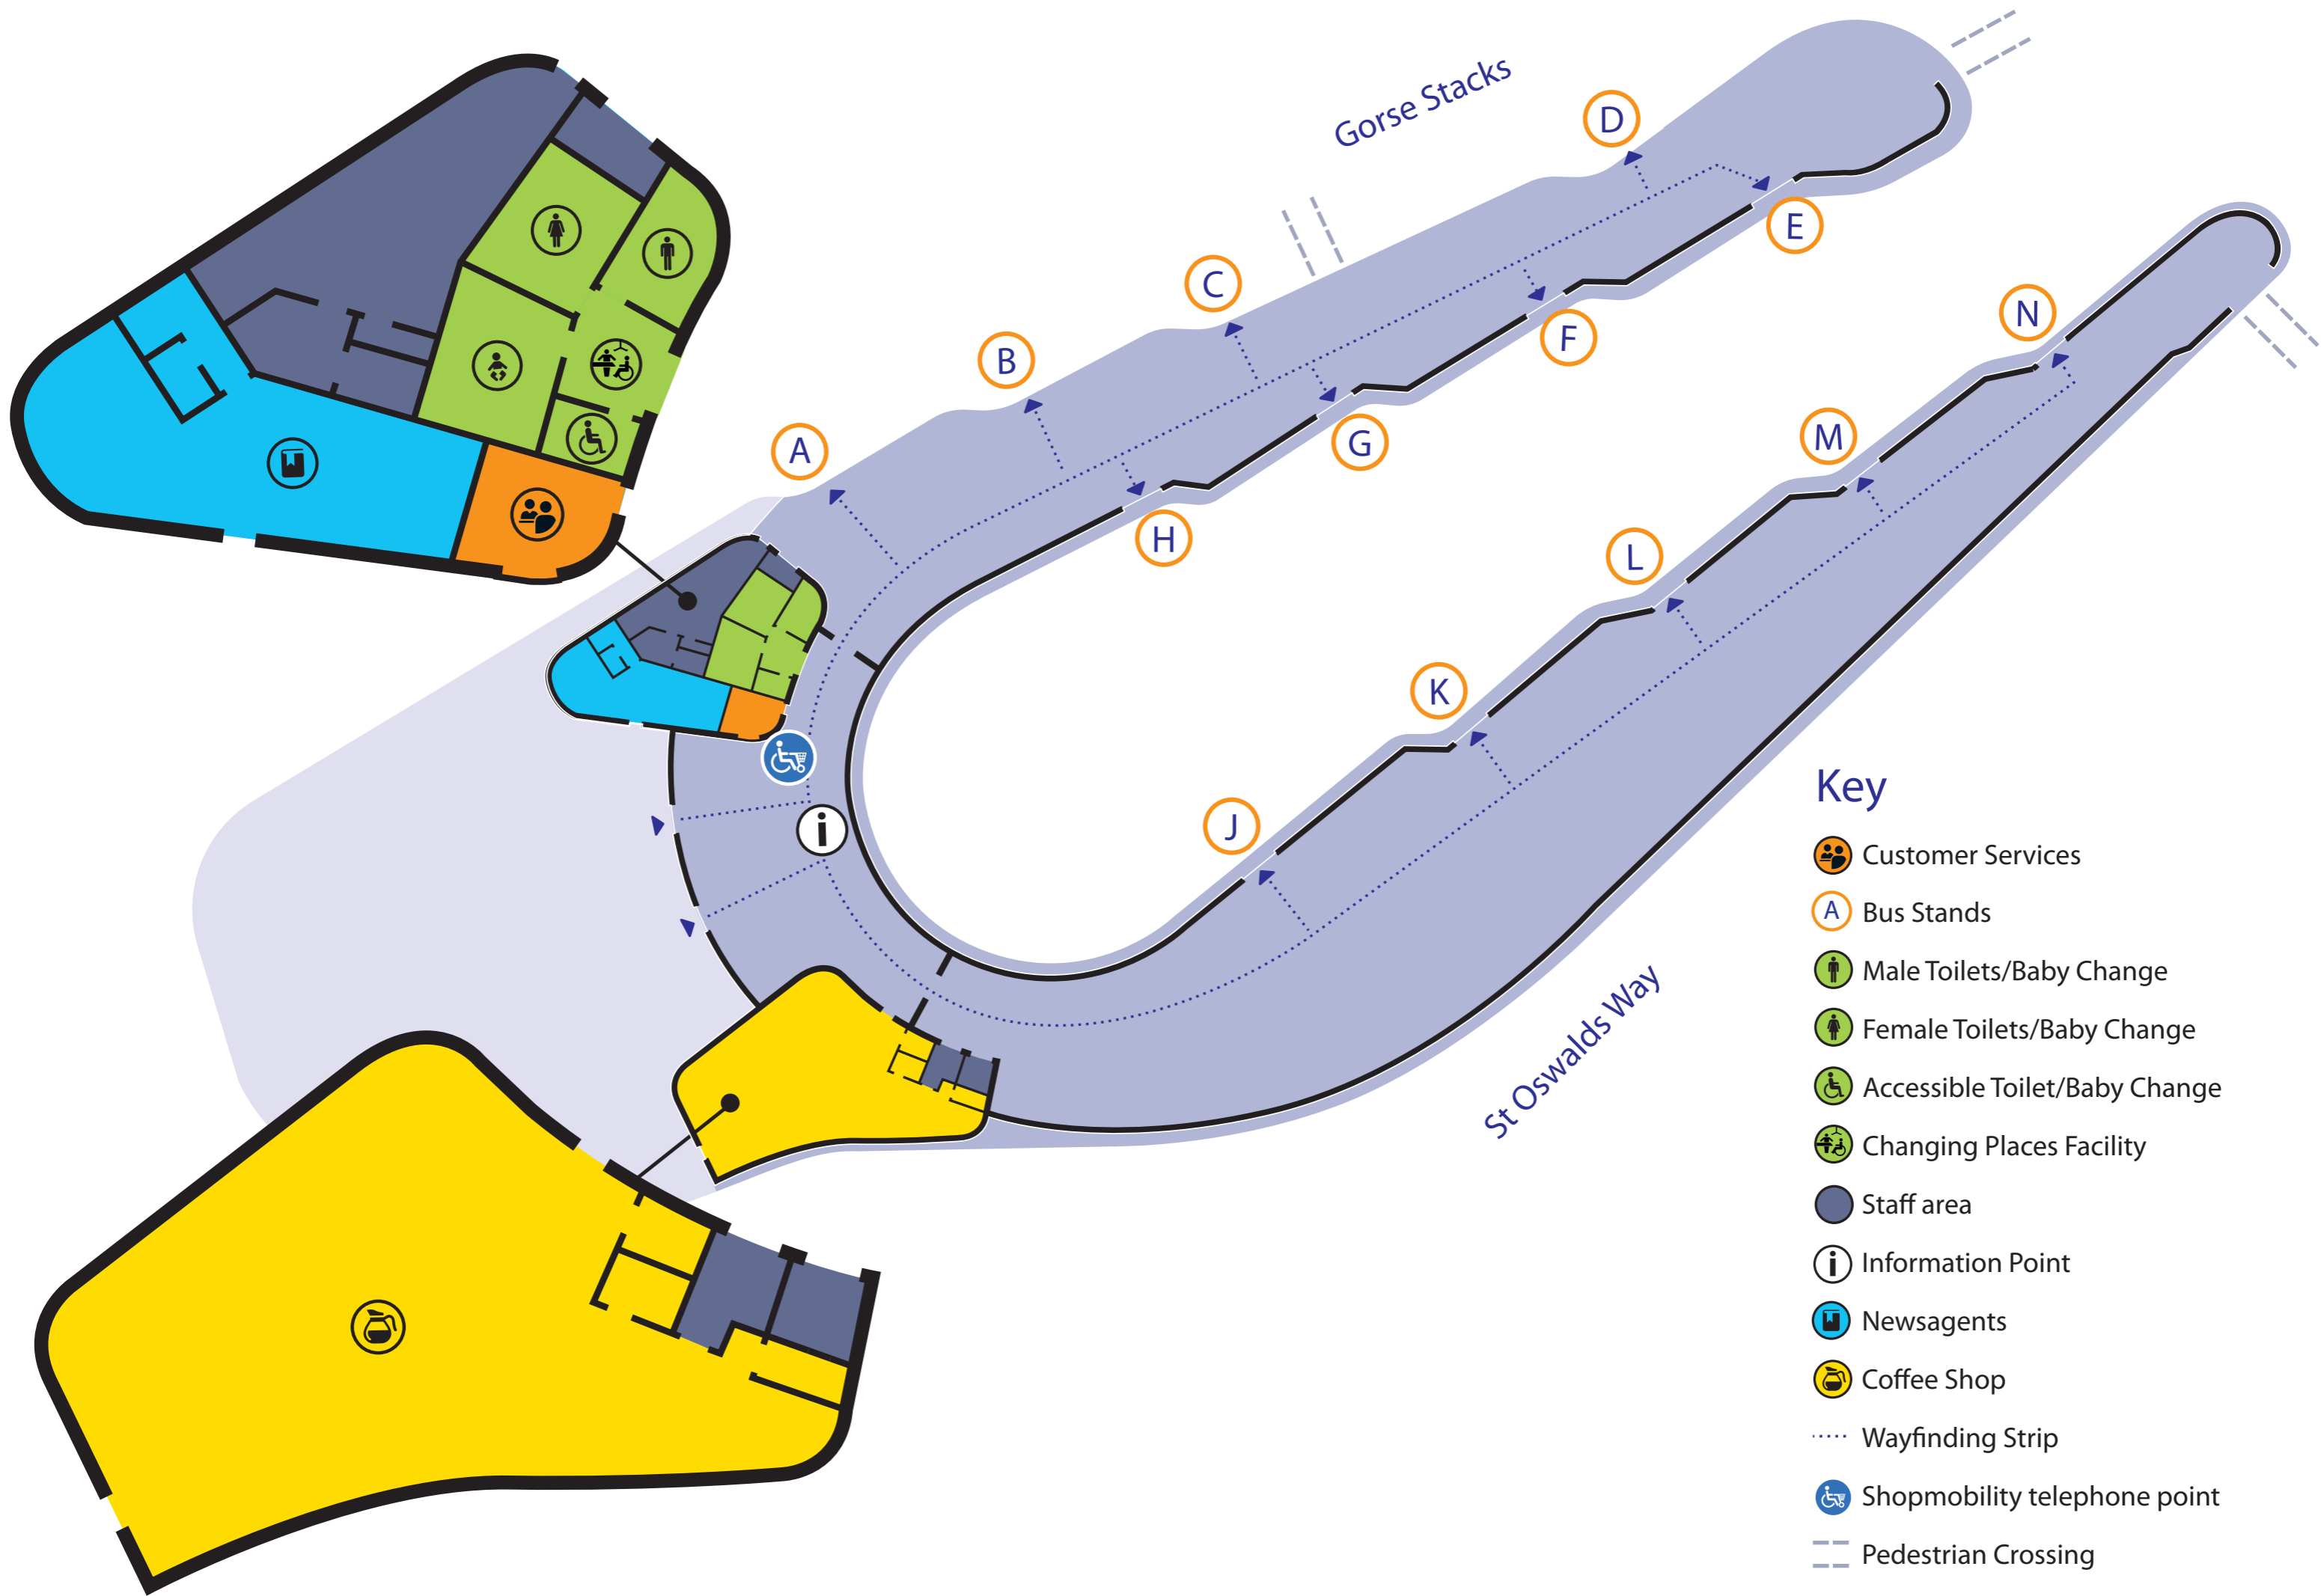 Gorse Stacks
D
E
C
F
B
G
A
H
N
M
L
K
J
i
St Oswalds Way
Key
Customer Services
A Bus Stands
Male Toilets/Baby Change
Female Toilets/Baby Change
Accessible Toilet/Baby Change
Changing Places Facility
Staff area
i Information Point
Newsagents
Coffee Shop
Wayfinding Strip
Shopmobility telephone point
Pedestrian Crossing